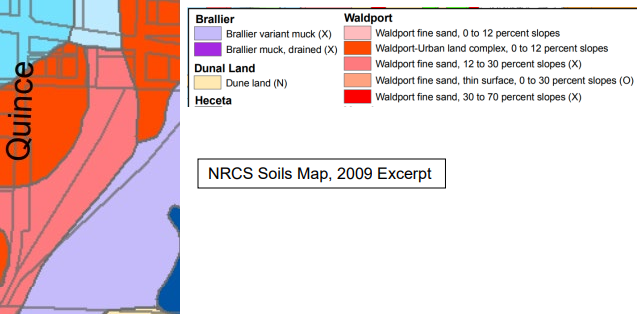 Quince
Brallier
Brallier variant muck (X)
Brallier muck, drained (X)
Dunal Land
Dune land (N)
Heceta
Waldport
Waldport fine sand, 0 to 12 percent slopes
Waldport-Urban land complex, 0 to 12 percent slopes
Waldport fine sand, 12 to 30 percent slopes (X)
Waldport fine sand, thin surface, 0 to 30 percent slopes (O)
Waldport fine sand, 30 to 70 percent slopes (X)
NRCS Soils Map, 2009 Excerpt